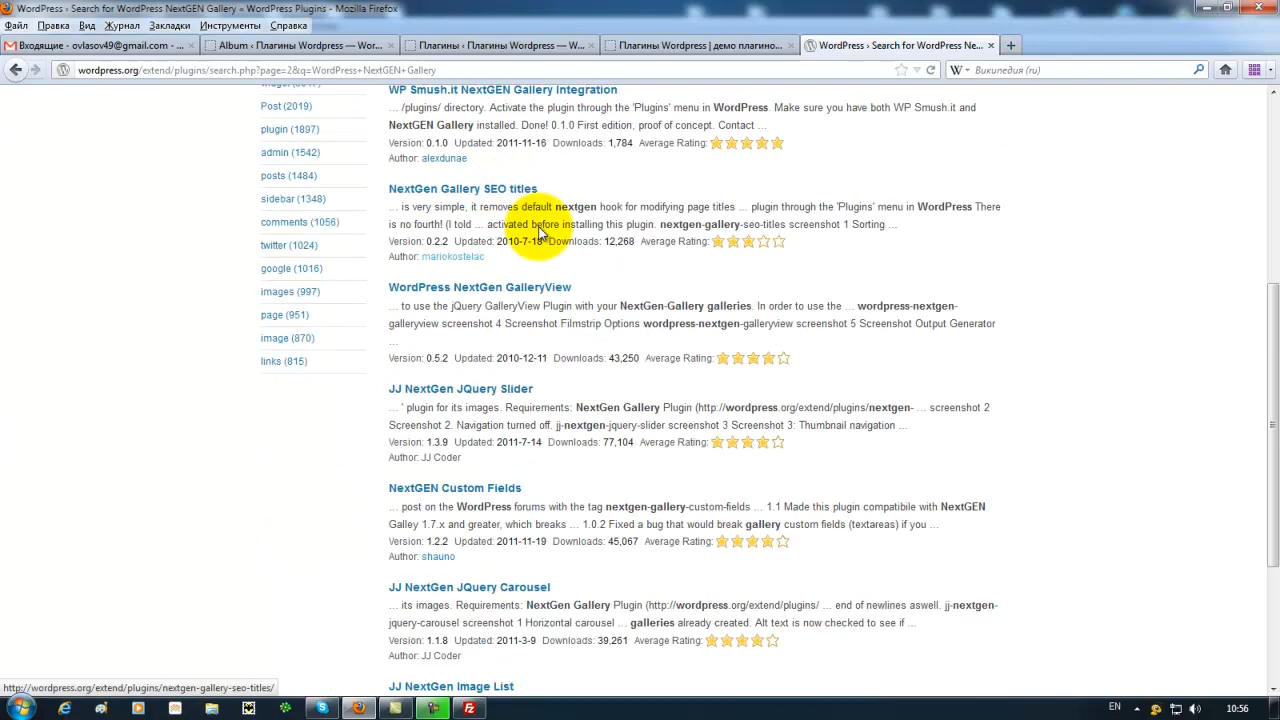 WordPress › Search for WordPress NextGEN Gallery « WordPress Plugins - Mozilla Firefox
Файл Правка Вид Журнал Закладки Инструменты Справка
Входящие - ovlasov49@gmail.com - ...
Album ‹ Плагины Wordpress — Wor...
Плагины ‹ Плагины Wordpress — W...
Плагины Wordpress | демо плагино...
WordPress › Search for WordPress Ne...
wordpress.org/extend/plugins/search.php?page=2&q=WordPress+NextGEN+Gallery
Википедия (ru)
Post (2019)
plugin (1897)
admin (1542)
posts (1484)
sidebar (1348)
comments (1056)
twitter (1024)
google (1016)
images (997)
page (951)
image (870)
links (815)
WP Smush.it NextGEN Gallery Integration
... /plugins/ directory. Activate the plugin through the 'Plugins' menu in WordPress. Make sure you have both WP Smush.it and
NextGEN Gallery installed. Done! 0.1.0 First edition, proof of concept. Contact ...
Version: 0.1.0 Updated: 2011-11-16 Downloads: 1,784 Average Rating:
Author: alexdunae
NextGen Gallery SEO titles
... is very simple, it removes default nextgen hook for modifying page titles ... plugin through the 'Plugins' menu in WordPress There
is no fourth! (I told ... activated before installing this plugin. nextgen-gallery-seo-titles screenshot 1 Sorting ...
Version: 0.2.2 Updated: 2010-7-18 Downloads: 12,268 Average Rating:
Author: mariokostelac
WordPress NextGen GalleryView
... to use the jQuery GalleryView Plugin with your NextGen-Gallery galleries. In order to use the ... wordpress-nextgen-
galleryview screenshot 4 Screenshot Filmstrip Options wordpress-nextgen-galleryview screenshot 5 Screenshot Output Generator
...
Version: 0.5.2 Updated: 2010-12-11 Downloads: 43,250 Average Rating:
JJ NextGen JQuery Slider
... ' plugin for its images. Requirements: NextGen Gallery Plugin (http://wordpress.org/extend/plugins/nextgen- ... screenshot 2
Screenshot 2. Navigation turned off. jj-nextgen-jquery-slider screenshot 3 Screenshot 3: Thumbnail navigation ...
Version: 1.3.9 Updated: 2011-7-14 Downloads: 77,104 Average Rating:
Author: JJ Coder
NextGEN Custom Fields
... post on the WordPress forums with the tag nextgen-gallery-custom-fields ... 1.1 Made this plugin compatibile with NextGEN
Galley 1.7.x and greater, which breaks ... 1.0.2 Fixed a bug that would break gallery custom fields (textareas) if you ...
Version: 1.2.2 Updated: 2011-11-19 Downloads: 45,067 Average Rating:
Author: shauno
JJ NextGen JQuery Carousel
... its images. Requirements: NextGen Gallery Plugin (http://wordpress.org/extend/plugins/ ... end of newlines aswell. jj-nextgen-
jquery-carousel screenshot 1 Horizontal carousel ... galleries already created. Alt text is now checked to see if ...
Version: 1.1.8 Updated: 2011-3-9 Downloads: 39,261 Average Rating:
Author: JJ Coder
JJ NextGen Image List
http://wordpress.org/extend/plugins/nextgen-gallery-seo-titles/
EN
10:56